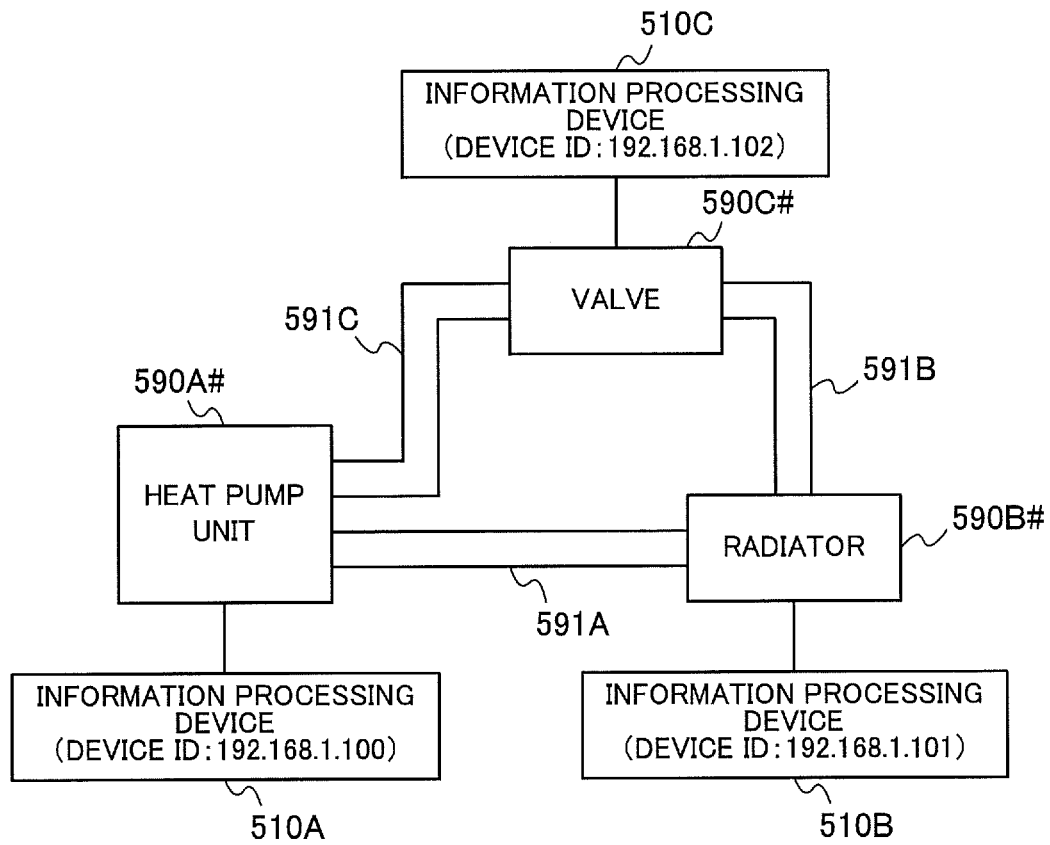 510C
INFORMATION PROCESSING
DEVICE
(DEVICE ID:192.168.1.102)
590C#
VALVE
591C
591B
590A#
HEAT PUMP
UNIT
590B#
RADIATOR
591A
INFORMATION PROCESSING
DEVICE
(DEVICE ID:192.168.1.100)
INFORMATION PROCESSING
DEVICE
(DEVICE ID:192.168.1.101)
510A
510B